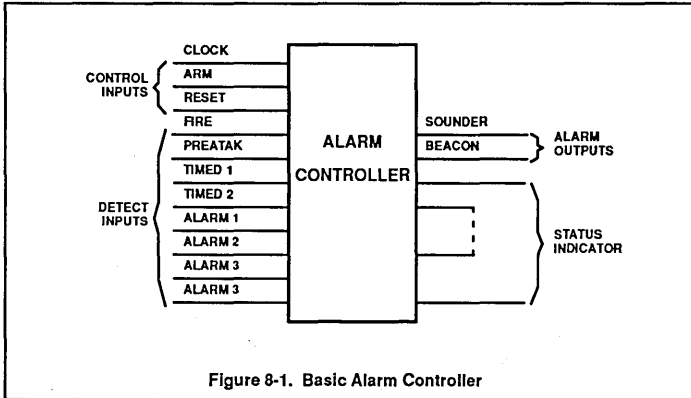 CLOCK
ARM
RESET
CONTROL
INPUTS
FIRE
PREATAK
TIMED 1
TIMED 2
ALARM 1
ALARM 2
ALARM 3
ALARM 3
DETECT
INPUTS
ALARM
CONTROLLER
SOUNDER
BEACON
ALARM
OUTPUTS
STATUS
INDICATOR
Figure 8-1. Basic Alarm Controller